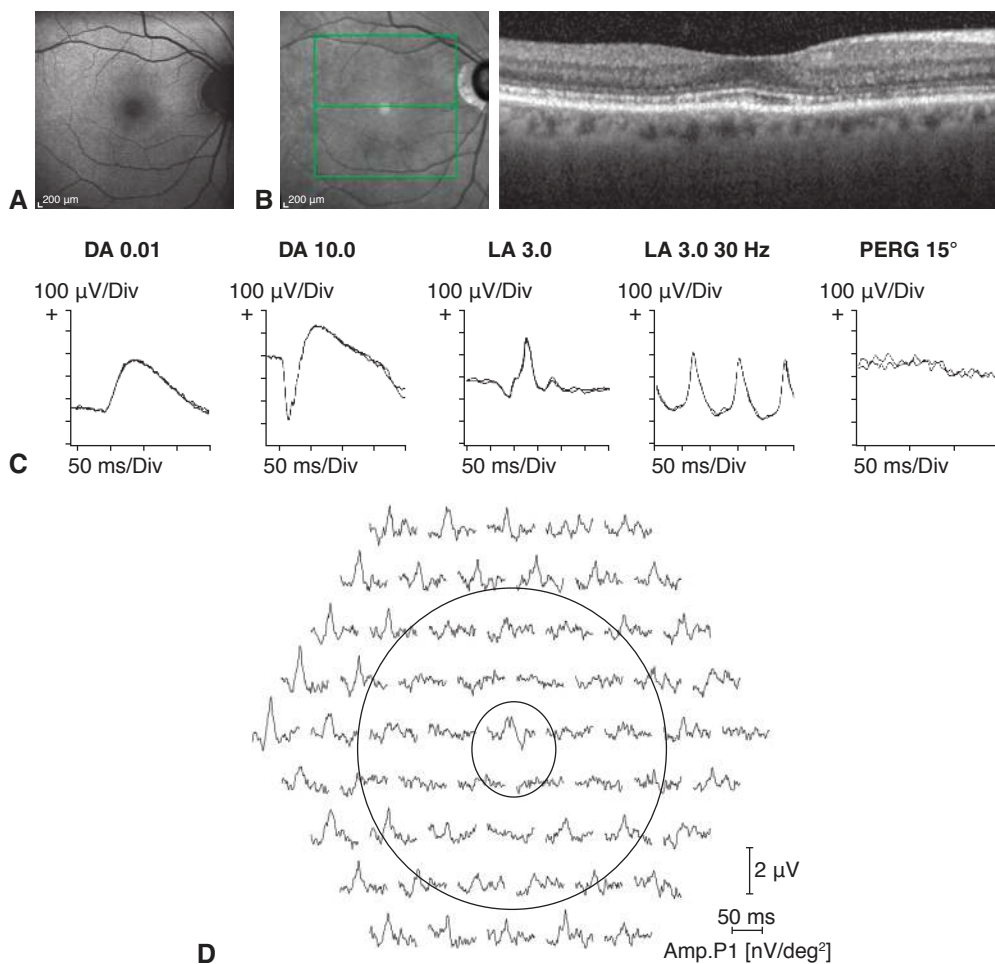 A
200 µm
B
200 µm
DA 0.01
DA 10.0
LA 3.0
LA 3.0 30 Hz
PERG 15°
100 µV/Div
100 µV/Div
100 µV/Div
100 µV/Div
100 µV/Div
+
+
+
+
+
C
50 ms/Div
50 ms/Div
50 ms/Div
50 ms/Div
50 ms/Div
2 µV
50 ms
D
Amp.P1 [nV/deg²]